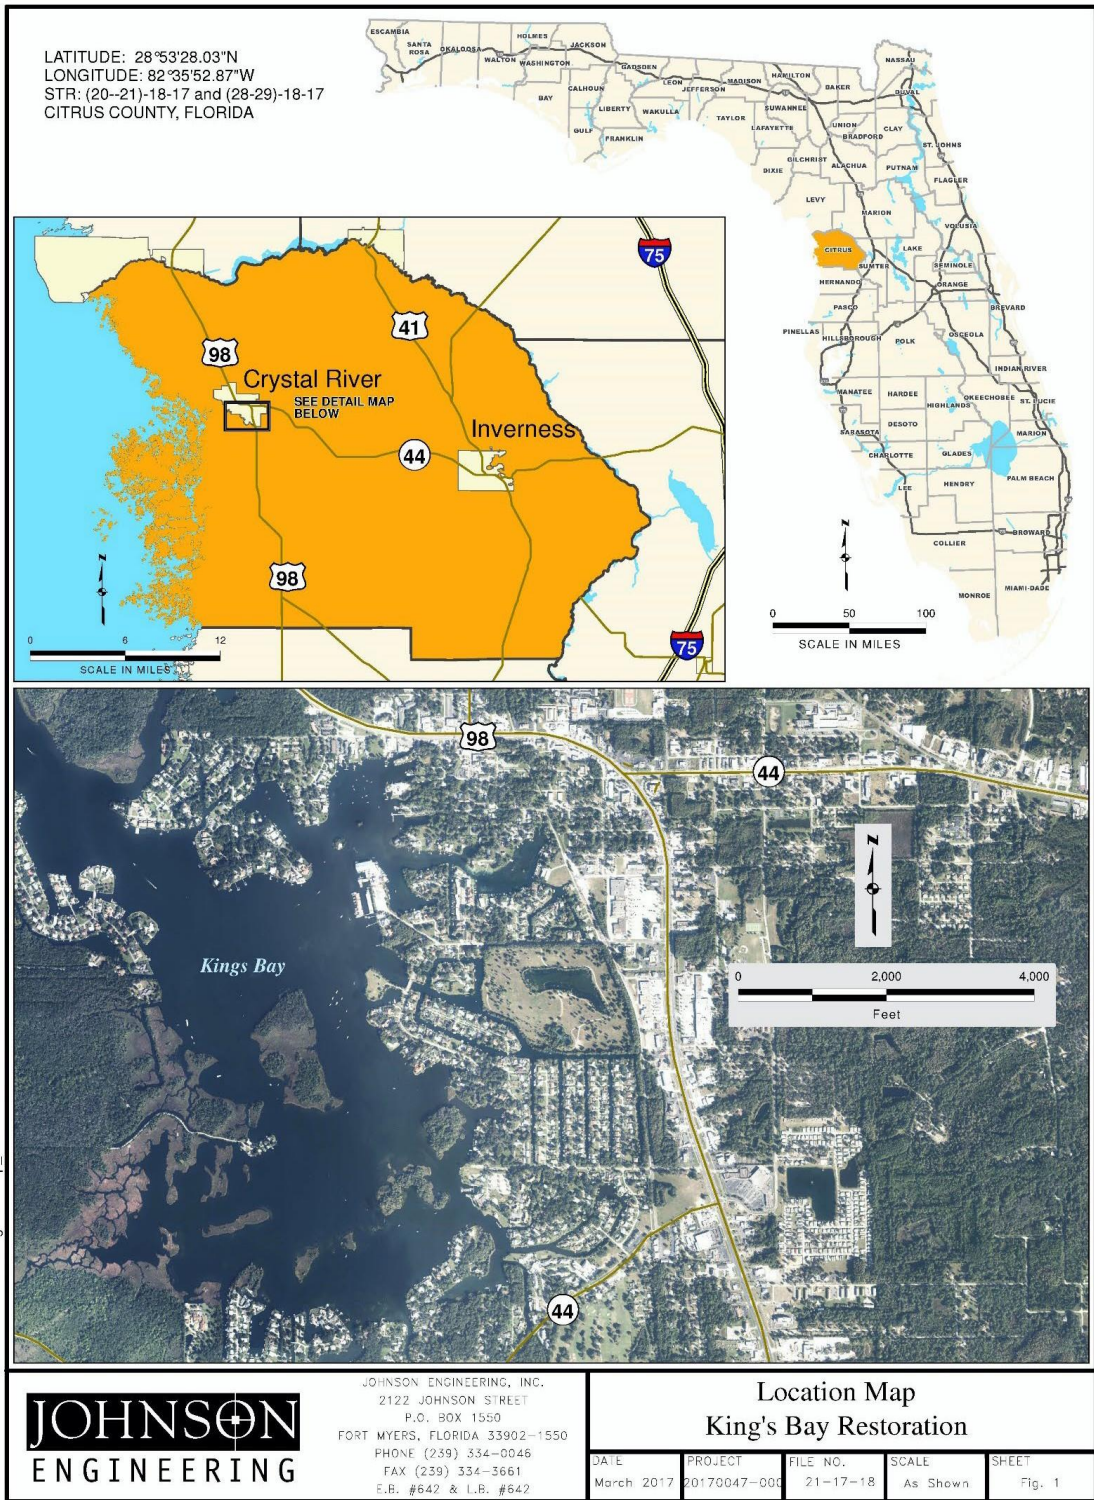 LATITUDE: 28°53'28.03"N
LONGITUDE: 82°35'52.87"W
STR: (20--21)-18-17 and (28-29)-18-17
CITRUS COUNTY, FLORIDA
ESCAMBIA
SANTA
ROSA
OKALOOSA
WALTON
HOLMES
WASHINGTON
JACKSON
BAY
CALHOUN
GULF
GADSDEN
LIBERTY
FRANKLIN
LEON
WAKULLA
JEFFERSON
MADISON
TAYLOR
HAMILTON
SUWANNEE
LAFAYETTE
DIXIE
GILCHRIST
BAKER
UNION
BRADFORD
ALACHUA
NASSAU
DUVAL
CLAY
ST. JOHNS
PUTNAM
FLAGLER
LEVY
MARION
VOLUSIA
CITRUS
LAKE
SUMTER
SEMINOLE
HERNANDO
ORANGE
PASCO
BREVARD
PINELLAS
HILLSBOROUGH
POLK
OSCEOLA
INDIAN RIVER
MANATEE
HARDEE
HIGHLANDS
OKEECHOBEE
ST. LUCIE
SARASOTA
DESOTO
MARION
CHARLOTTE
GLADES
LEE
HENDRY
PALM BEACH
COLLIER
BROWARD
MONROE
MIAMI-DADE
N
0 50 100
SCALE IN MILES
75
41
98
Crystal River
SEE DETAIL MAP
BELOW
Inverness
44
98
75
N
0 6 12
SCALE IN MILES
98
44
N
Kings Bay
0 2,000 4,000
Feet
44
JOHNSON
ENGINEERING
JOHNSON ENGINEERING, INC.
2122 JOHNSON STREET
P.O. BOX 1550
FORT MYERS, FLORIDA 33902-1550
PHONE (239) 334-0046
FAX (239) 334-3661
E.B. #642 & L.B. #642
Location Map
King's Bay Restoration
DATE
March 2017
PROJECT
20170047-000
FILE NO.
21-17-18
SCALE
As Shown
SHEET
Fig. 1